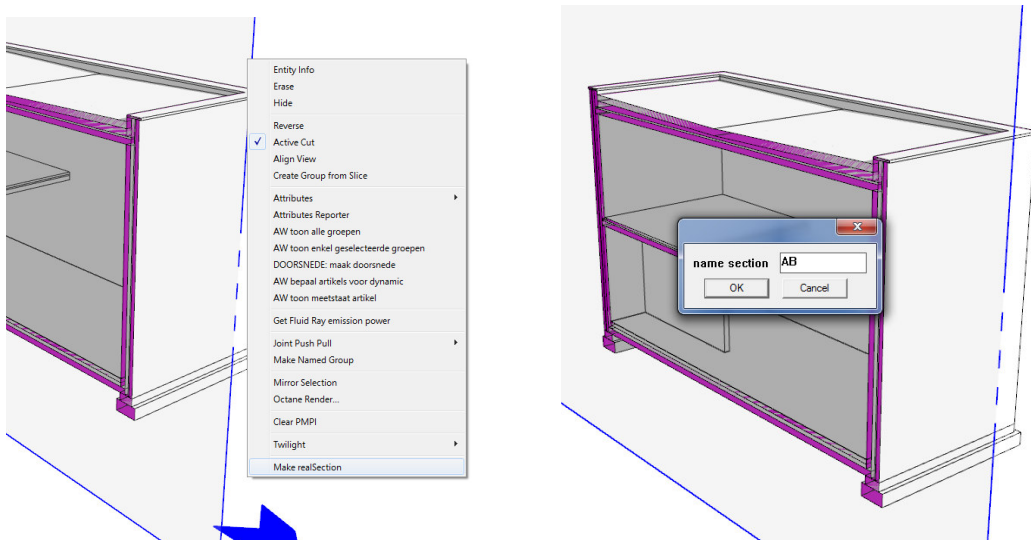 Entity Info
Erase
Hide
Reverse
Active Cut
Align View
Create Group from Slice
Attributes
Attributes Reporter
AW toon alle groepen
AW toon enkel geselecteerde groepen
DOORSNEDE: maak doorsnede
AW bepaal artikels voor dynamic
AW toon meetstaat artikel
Get Fluid Ray emission power
Joint Push Pull
Make Named Group
Mirror Selection
Octane Render...
Clear PMPI
Twilight
Make realSection
name section AB
OK Cancel